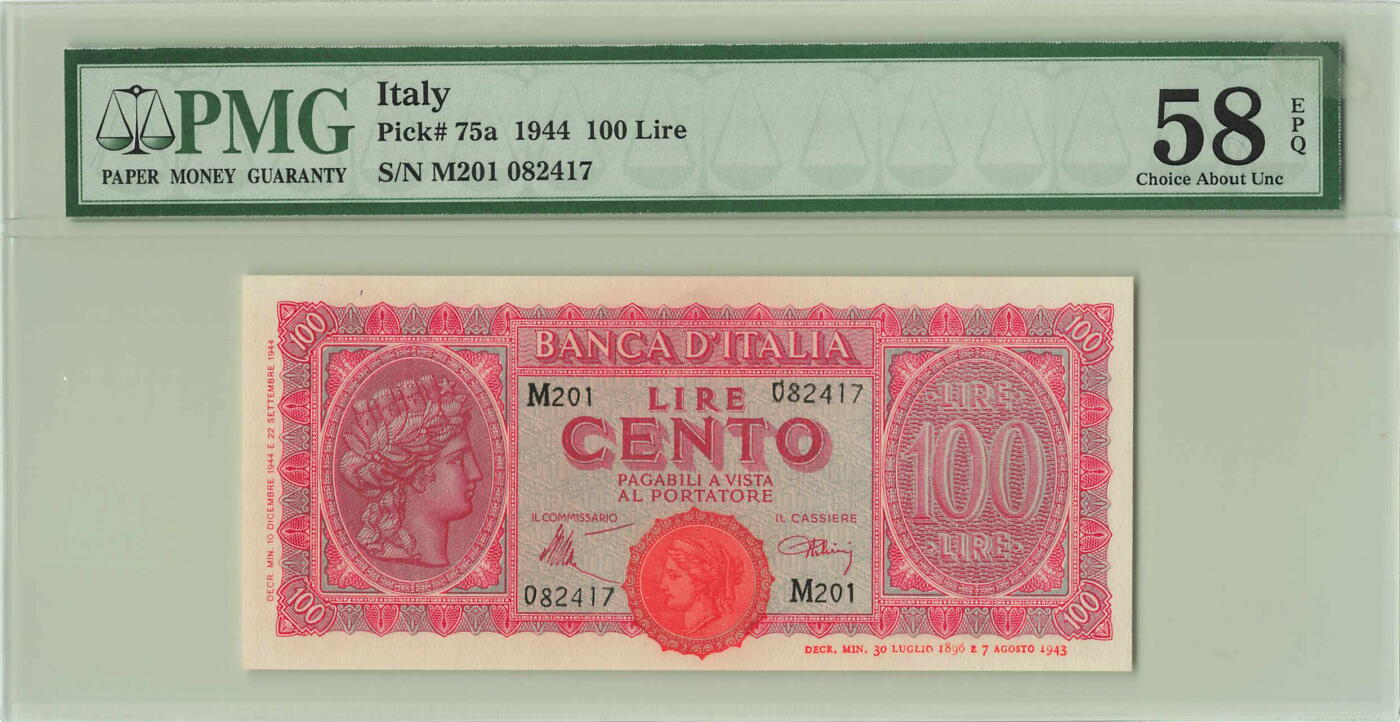 PMG
PAPER MONEY GUARANTY
Italy
Pick# 75a 1944 100 Lire
S/N M201 082417
58
EPQ
Choice About Unc
100
100
BANCA D'ITALIA
M201
082417
LIRE
CENTO
PAGABILI A VISTA
AL PORTATORE
IL COMMISSARIO
IL CASSIERE
082417
M201
LIRE
100
LIRE
100
100
DECR. MIN. 10 DICEMBRE 1944 E 22 SETTEMBRE 1944
DECR. MIN. 30 LUGLIO 1896 E 7 AGOSTO 1943